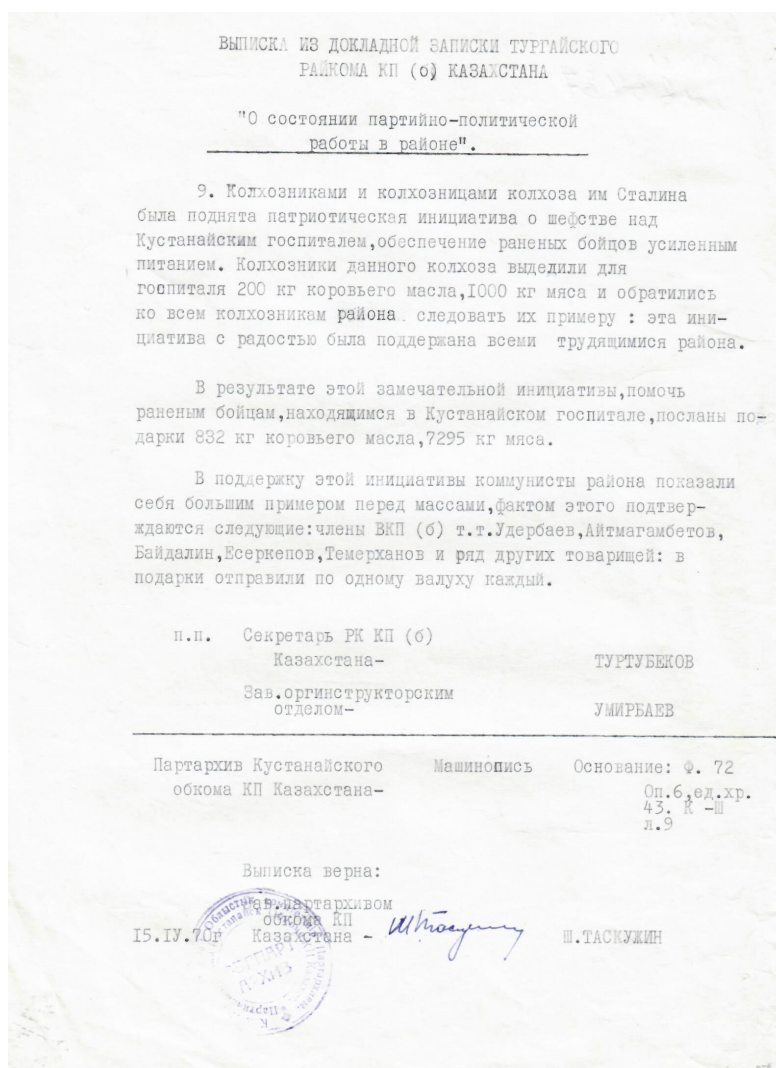 ВЫПИСКА ИЗ ДОКЛАДНОЙ ЗАПИСКИ ТУРГАЙСКОГО
РАЙКОМА КП (б) КАЗАХСТАНА
"О состоянии партийно-политической
работы в районе".
9. Колхозниками и колхозницами колхоза им Сталина
была поднята патриотическая инициатива о шефстве над
Кустанайским госпиталем,обеспечение раненых бойцов усиленным
питанием. Колхозники данного колхоза выделили для
госпиталя 200 кг коровьего масла,1000 кг мяса и обратились
ко всем колхозникам района. следовать их примеру : эта ини-
циатива с радостью была поддержана всеми трудящимися района.
В результате этой замечательной инициативы,помочь
раненым бойцам,находящимся в Кустанайском госпитале,посланы по-
дарки 832 кг коровьего масла,7295 кг мяса.
В поддержку этой инициативы коммунисты района показали
себя большим примером перед массами,фактом этого подтвер-
ждаются следующие:члены ВКП (б) т.т.Удербаев,Айтмагамбетов,
Байдалин,Есеркепов,Темерханов и ряд других товарищей: в
подарки отправили по одному валуху каждый.
п.п. Секретарь РК КП (б)
Казахстана- ТУРТУБЕКОВ
Зав.оргинструкторским
отделом- УМИРБАЕВ
Партархив Кустанайского Машинопись Основание: Ф. 72
обкома КП Казахстана- Оп.6,ед.хр.
43. К -Ш
л.9
Выписка верна:
Зав.партархивом
обкома КП
15.IУ.70г Казахстана - Ш.ТАСКУЖИН